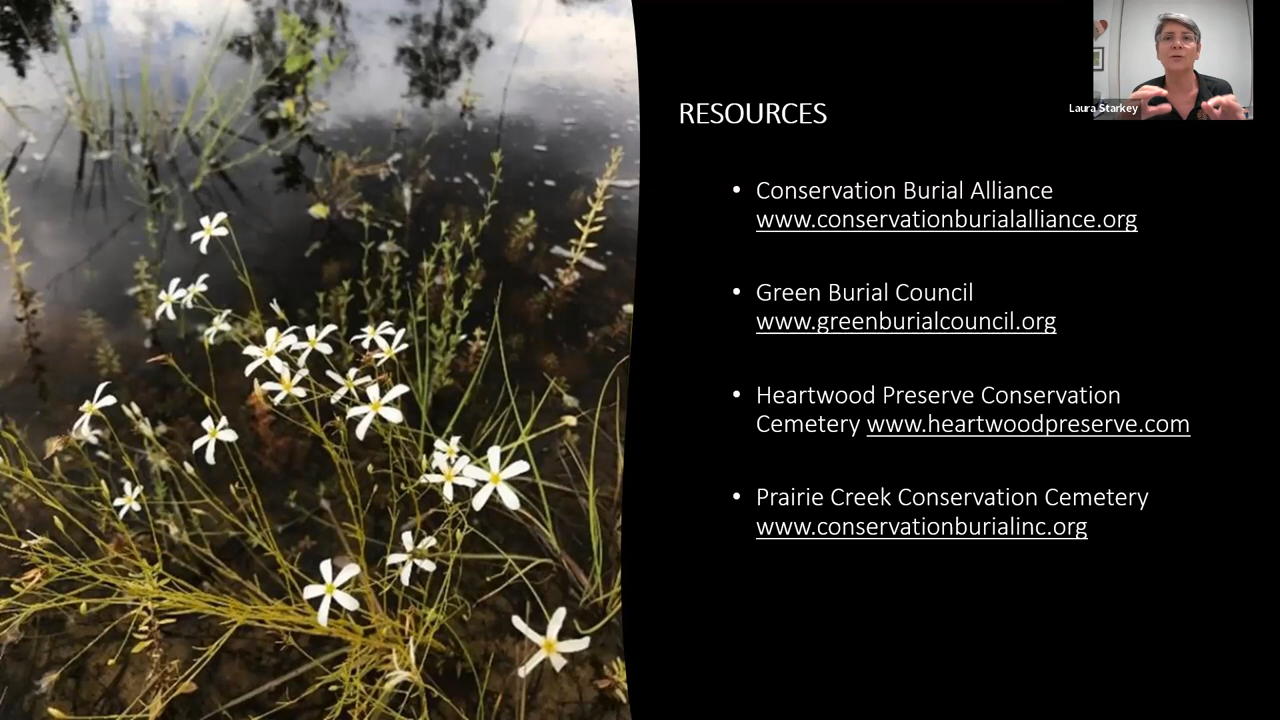 Laura Starkey
RESOURCES
• Conservation Burial Alliance
www.conservationburialalliance.org
• Green Burial Council
www.greenburialcouncil.org
• Heartwood Preserve Conservation
Cemetery www.heartwoodpreserve.com
• Prairie Creek Conservation Cemetery
www.conservationburialinc.org